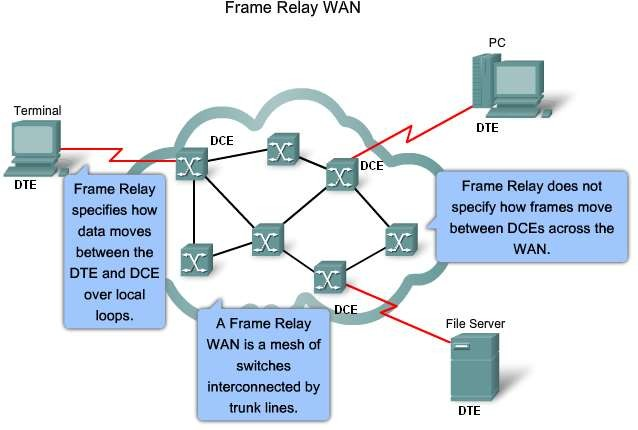 Frame Relay WAN
PC
Terminal
DCE
DTE
DCE
DTE
Frame Relay
specifies how
data moves
between the
DTE and DCE
over local
loops.
Frame Relay does not
specify how frames move
between DCEs across the
WAN.
DCE
A Frame Relay
WAN is a mesh of
switches
interconnected by
trunk lines.
File Server
DTE